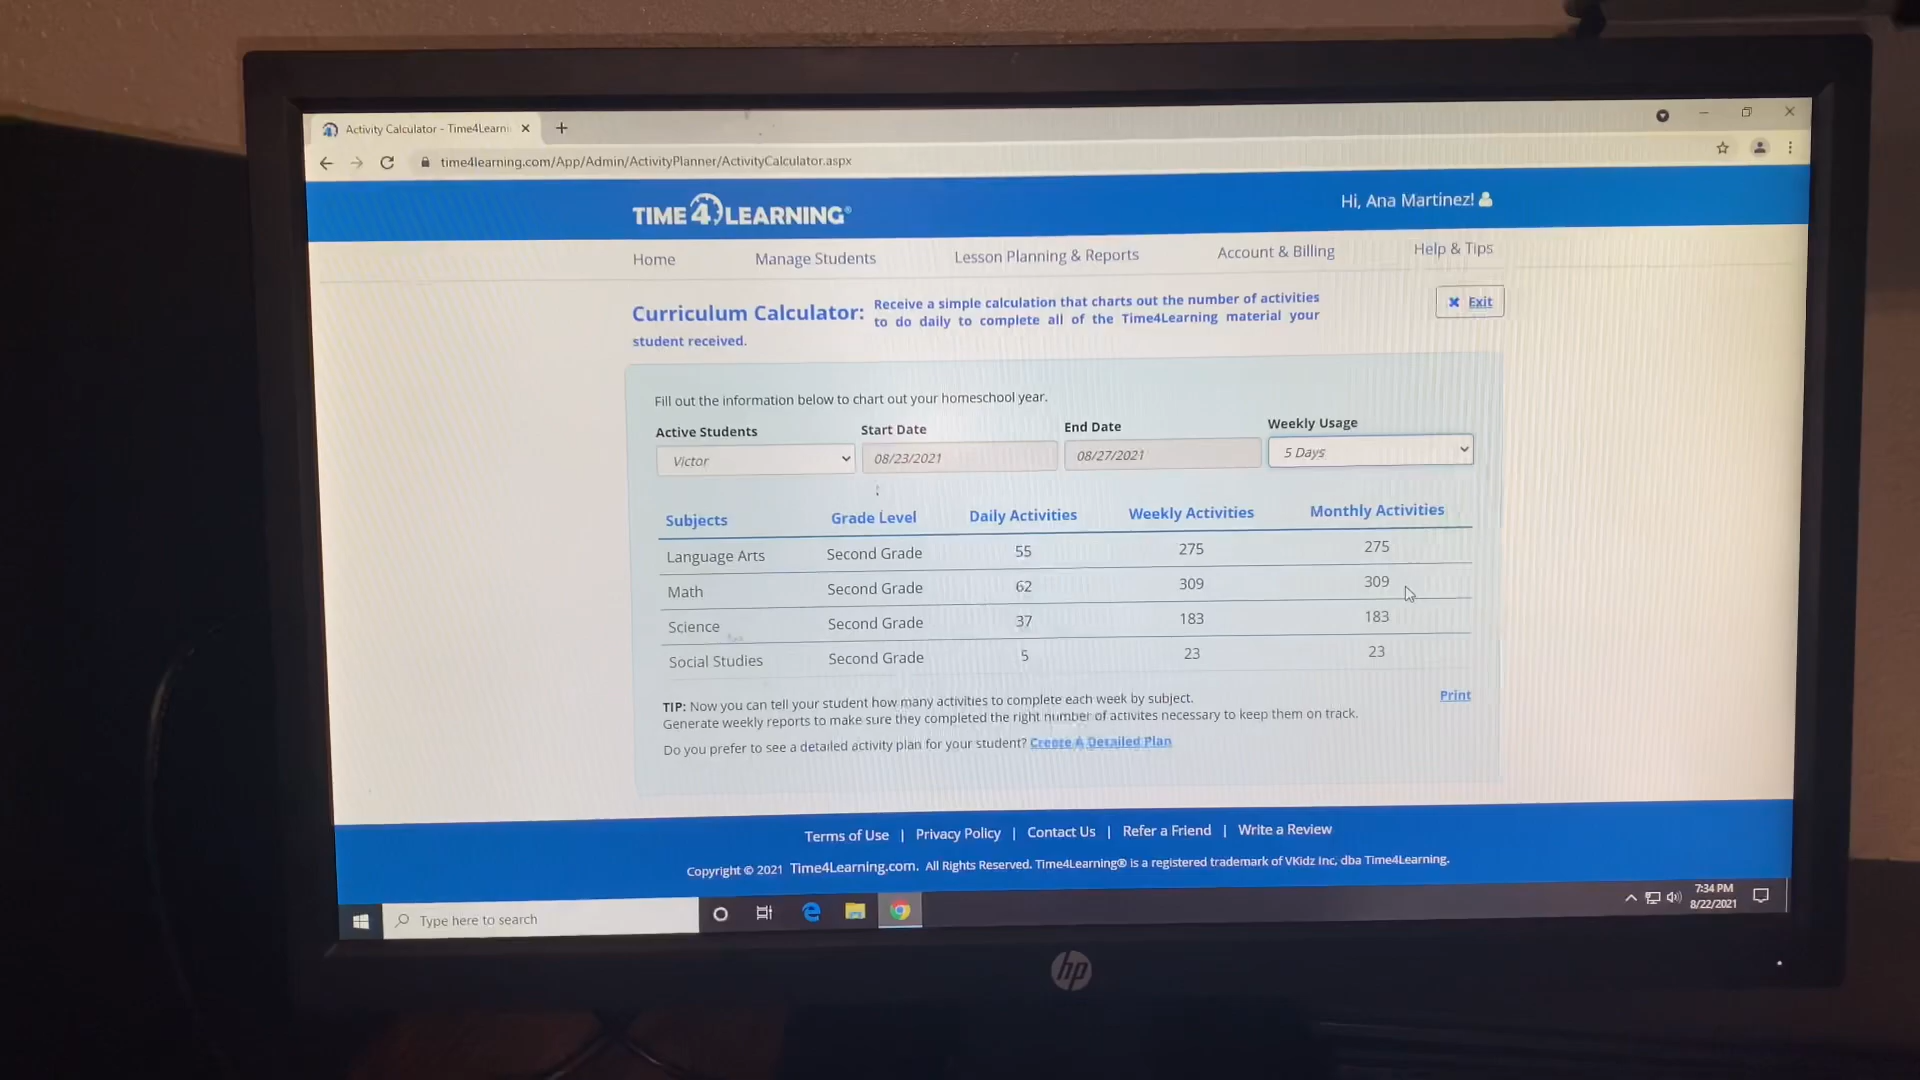 Activity Calculator - Time4Learni
time4learning.com/App/Admin/ActivityPlanner/ActivityCalculator.aspx
TIME4LEARNING®
Hi, Ana Martinez!
Home Manage Students Lesson Planning & Reports Account & Billing Help & Tips
Curriculum Calculator: Receive a simple calculation that charts out the number of activities
to do daily to complete all of the Time4Learning material your
student received.
Exit
Fill out the information below to chart out your homeschool year.
Active Students Start Date End Date Weekly Usage
Victor 08/23/2021 08/27/2021 5 Days
Subjects Grade Level Daily Activities Weekly Activities Monthly Activities
Language Arts Second Grade 55 275 275
Math Second Grade 62 309 309
Science Second Grade 37 183 183
Social Studies Second Grade 5 23 23
TIP: Now you can tell your student how many activities to complete each week by subject.
Print
Generate weekly reports to make sure they completed the right number of activites necessary to keep them on track.
Do you prefer to see a detailed activity plan for your student? Create A Detailed Plan
Terms of Use | Privacy Policy | Contact Us | Refer a Friend | Write a Review
Copyright © 2021 Time4Learning.com. All Rights Reserved. Time4Learning® is a registered trademark of VKidz Inc, dba Time4Learning.
Type here to search
7:34 PM
8/22/2021
hp